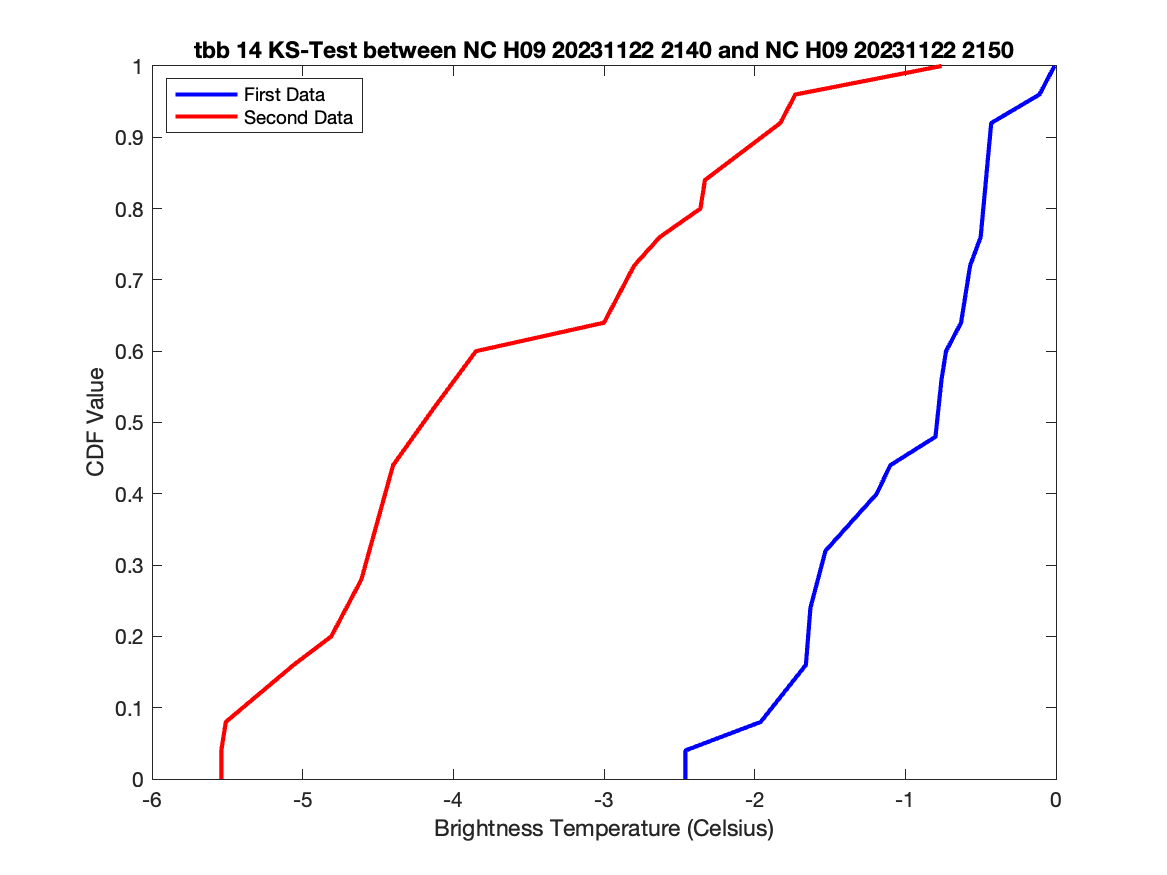 tbb 14 KS-Test between NC H09 20231122 2140 and NC H09 20231122 2150
First Data
Second Data
1
0.9
0.8
0.7
0.6
0.5
0.4
0.3
0.2
0.1
0
CDF Value
-6 -5 -4 -3 -2 -1 0
Brightness Temperature (Celsius)